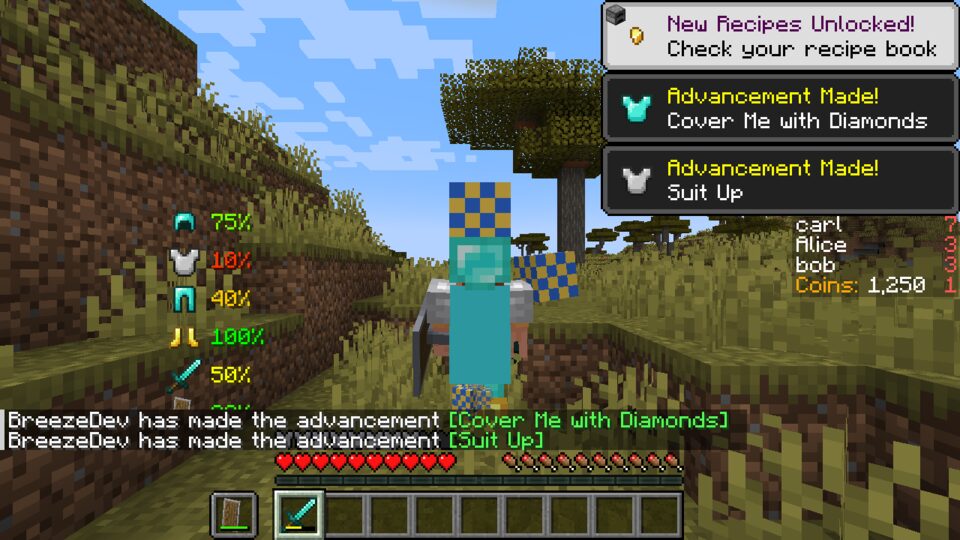 New Recipes Unlocked!
Check your recipe book
Advancement Made!
Cover Me with Diamonds
Advancement Made!
Suit Up
carl 7
Alice 3
bob 3
Coins: 1,250 1
75%
10%
40%
100%
50%
BreezeDev has made the advancement [Cover Me with Diamonds]
BreezeDev has made the advancement [Suit Up]